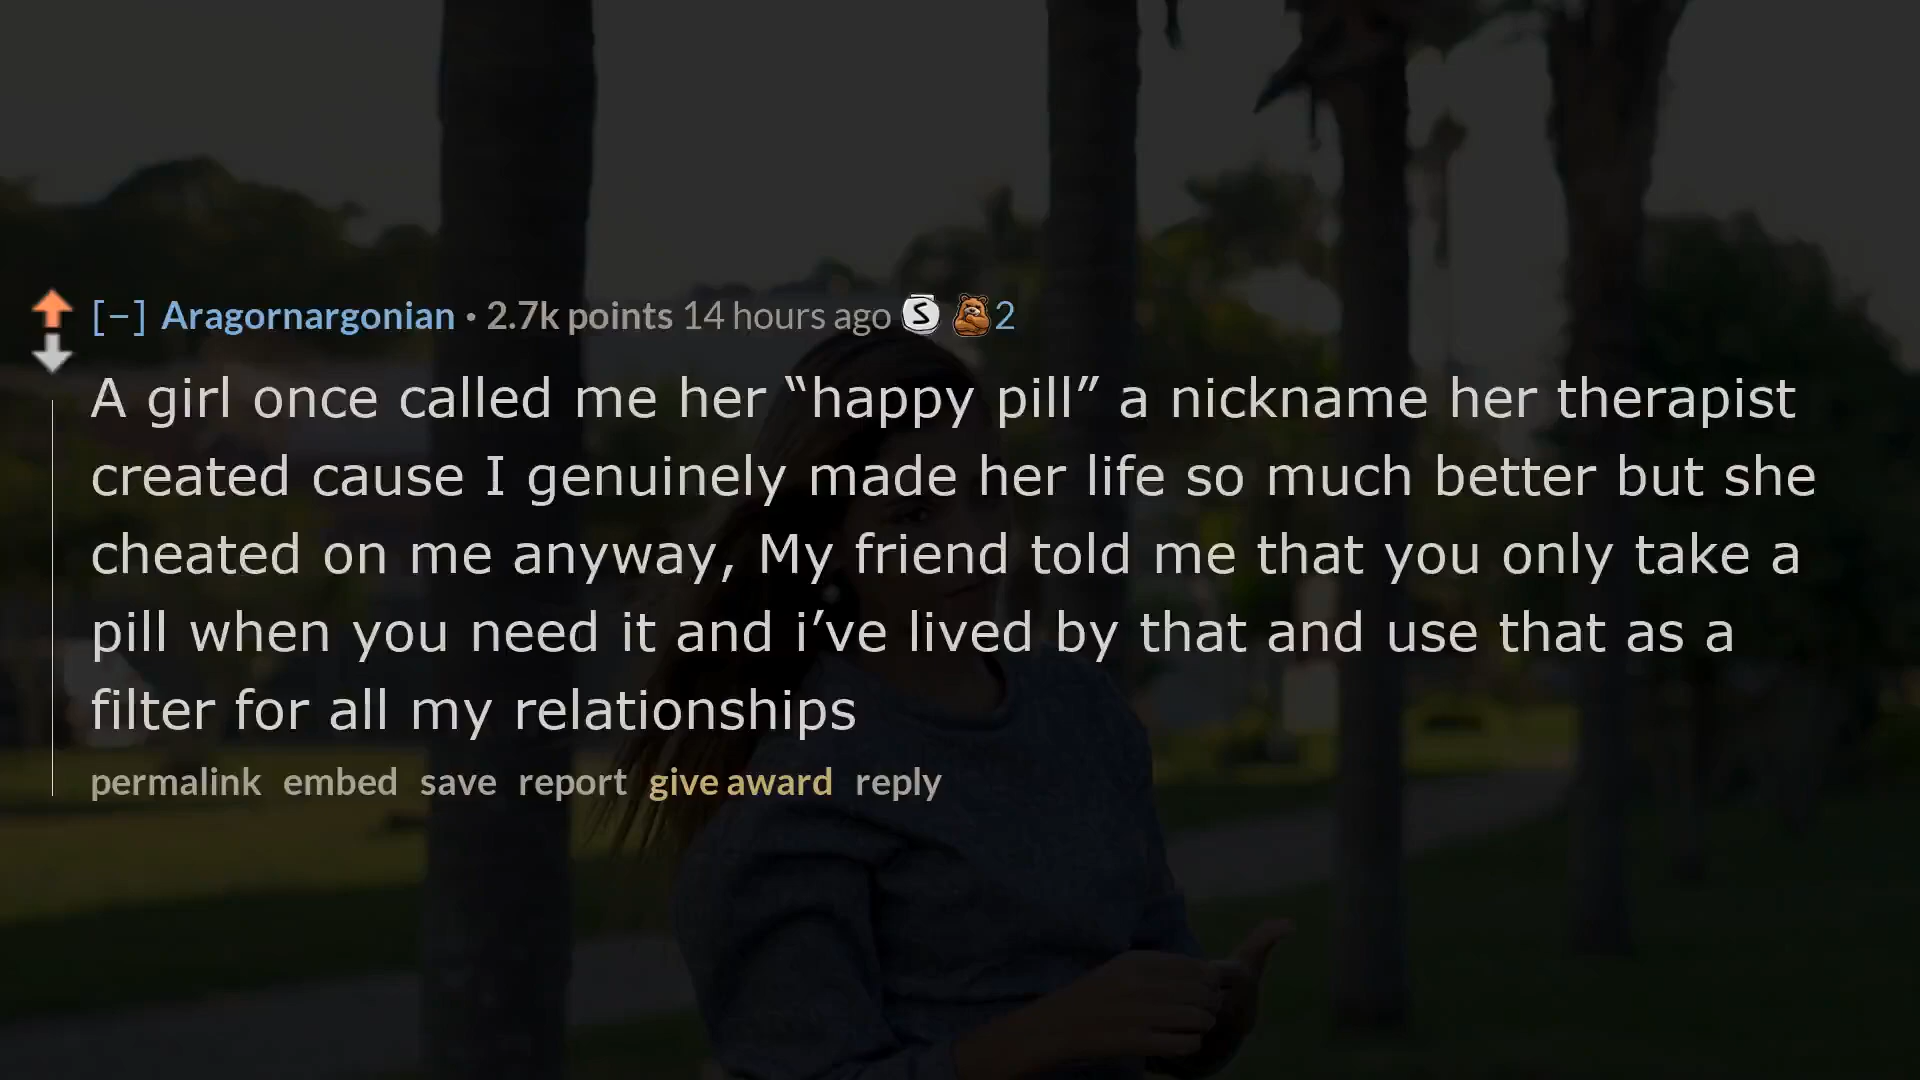 [–] Aragornargonian • 2.7k points 14 hours ago S 2
A girl once called me her “happy pill” a nickname her therapist
created cause I genuinely made her life so much better but she
cheated on me anyway, My friend told me that you only take a
pill when you need it and i’ve lived by that and use that as a
filter for all my relationships
permalink embed save report give award reply